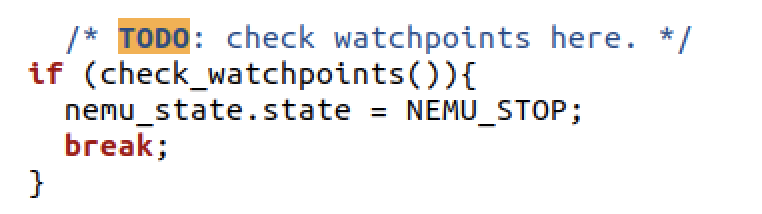 /* TODO: check watchpoints here. */
if (check_watchpoints()){
nemu_state.state = NEMU_STOP;
break;
}